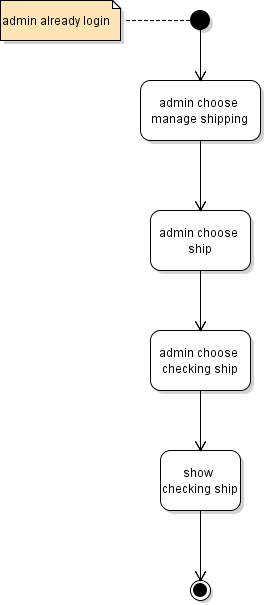 admin already login
admin choose
manage shipping
admin choose
ship
admin choose
checking ship
show
checking ship